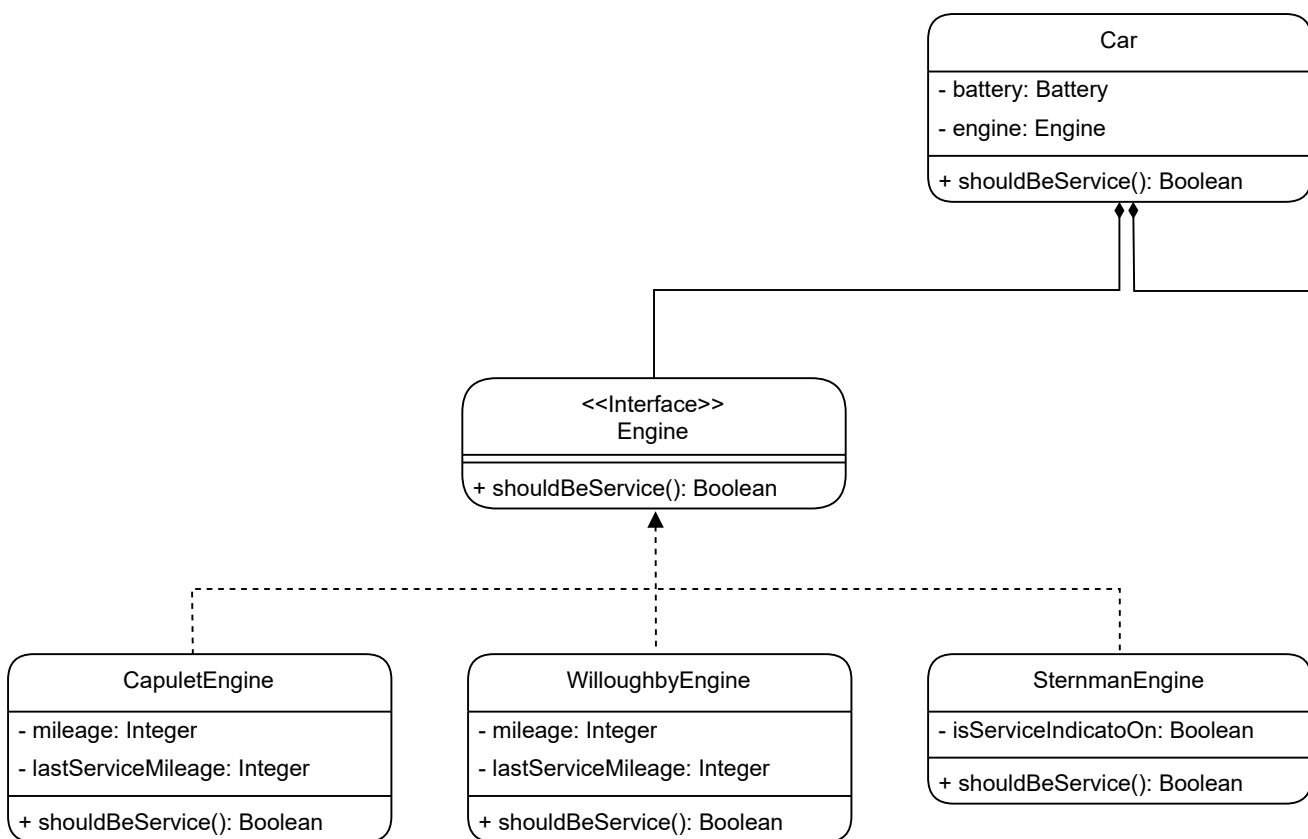 Car
- battery: Battery
- engine: Engine
+ shouldBeService(): Boolean
<<Interface>>
Engine
+ shouldBeService(): Boolean
CapuletEngine
- mileage: Integer
- lastServiceMileage: Integer
+ shouldBeService(): Boolean
WilloughbyEngine
- mileage: Integer
- lastServiceMileage: Integer
+ shouldBeService(): Boolean
SternmanEngine
- isServiceIndicatoOn: Boolean
+ shouldBeService(): Boolean